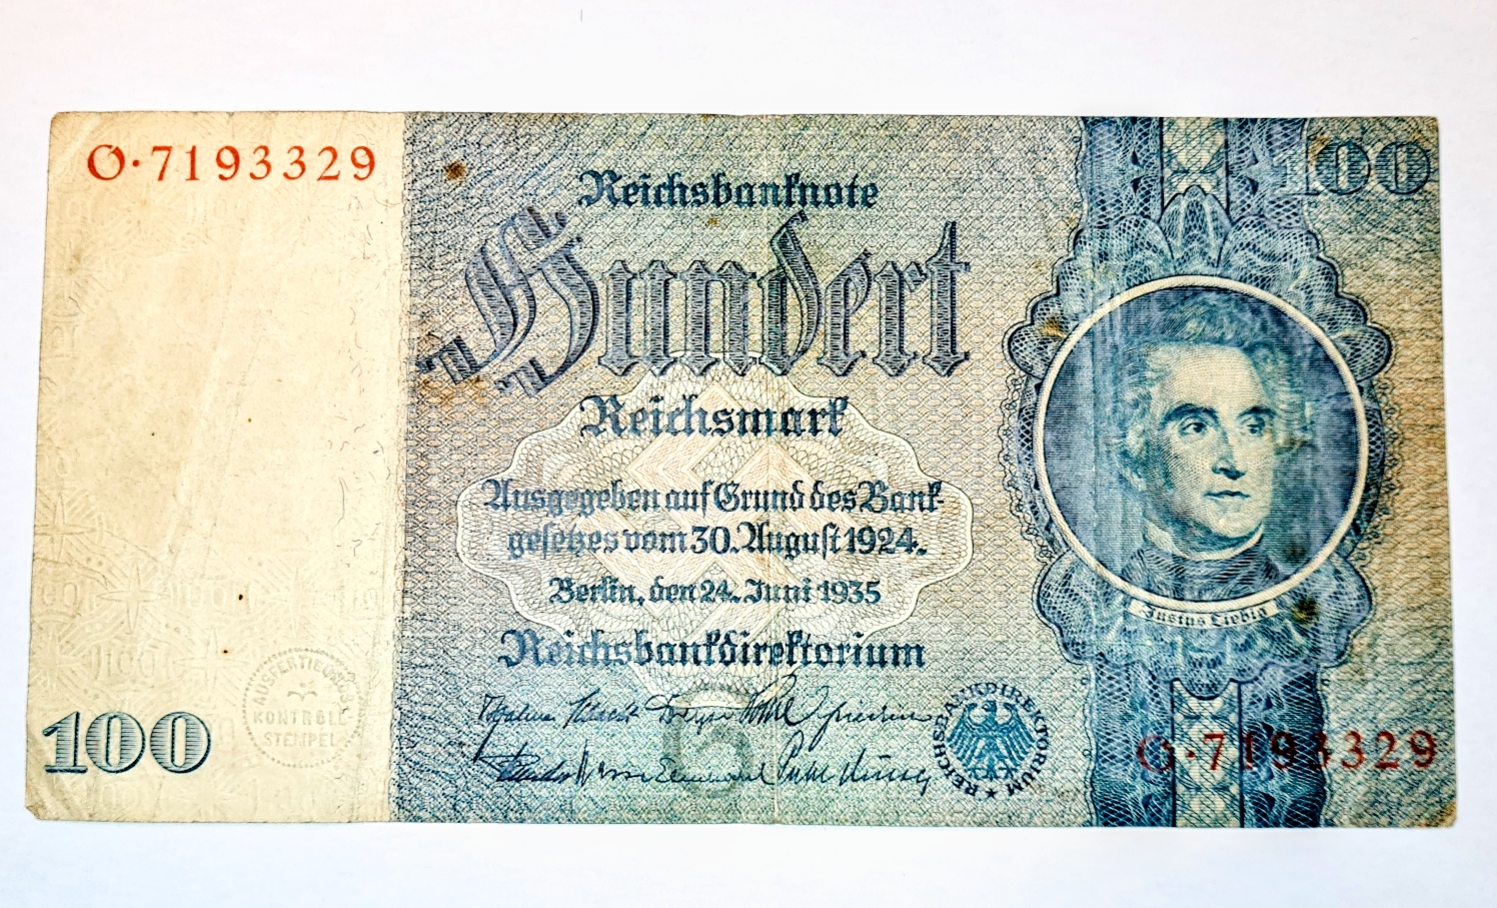 O·7193329
100
Reichsbanknote
Hundert
Reichsmark
Ausgegeben auf Grund des Bank-
gesetzes vom 30. August 1924.
Berlin, den 24. Juni 1935
Reichsbankdirektorium
Justus Liebig
REICHSBANKDIREKTORIUM ★
G·7193329
100
AUSFERTIGUNGS
KONTROLL-
STEMPEL